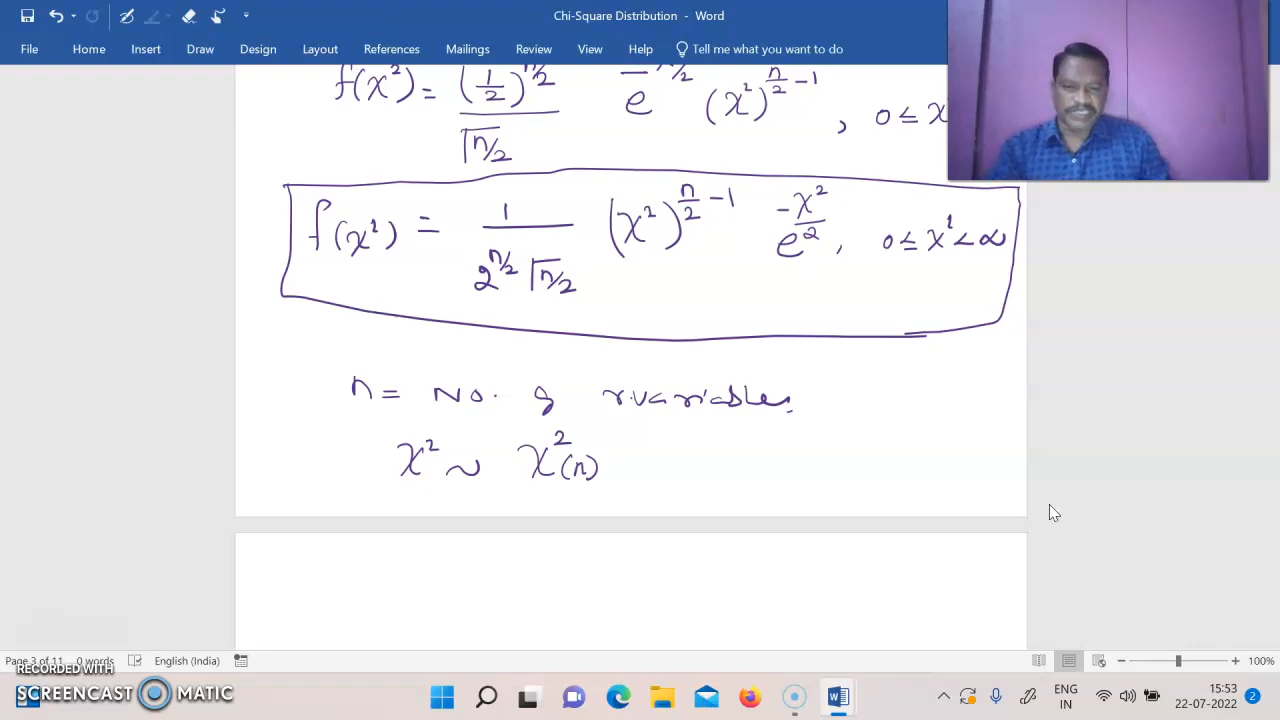 Chi-Square Distribution - Word
File Home Insert Draw Design Layout References Mailings Review View Help Tell me what you want to do
f(χ²) = (1/2)^(n/2) / Γn/2 e (χ²)^(n/2 - 1), 0 ≤ χ
f(χ²) = 1 / 2^(n/2) Γn/2 (χ²)^(n/2 - 1) e^(-χ²/2), 0 ≤ χ² < ∞
n = No. of r.variables.
χ² ~ χ²(n)
Page 3 of 11 0 words English (India) 100%
RECORDED WITH
SCREENCAST MATIC
ENG
IN
15:53
22-07-2022
2